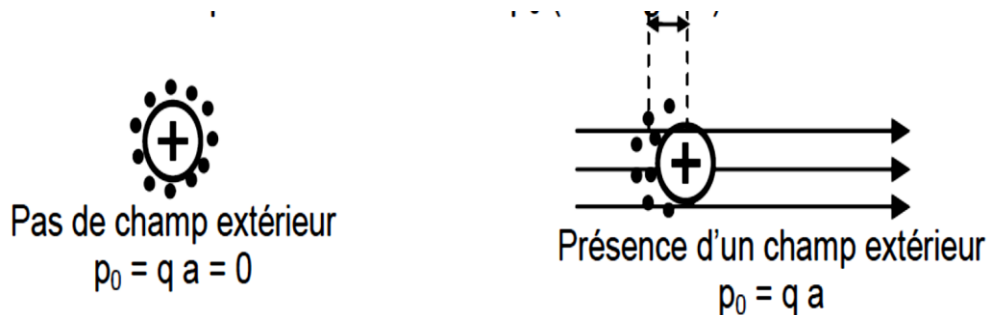 Pas de champ extérieur
p₀ = q a = 0
+
+
Présence d'un champ extérieur
p₀ = q a